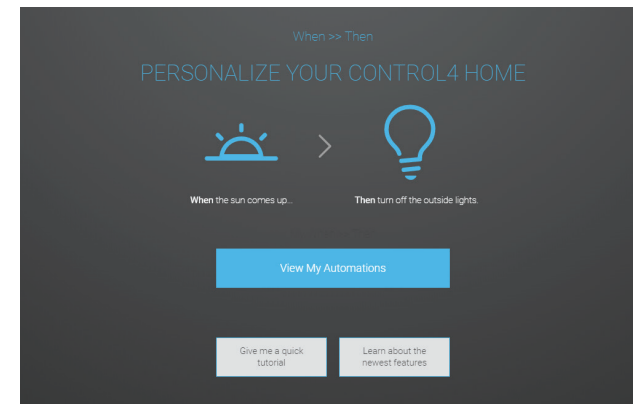 When >> Then
PERSONALIZE YOUR CONTROL4 HOME
When the sun comes up...
Then turn off the outside lights.
View My Automations
Give me a quick
tutorial
Learn about the
newest features